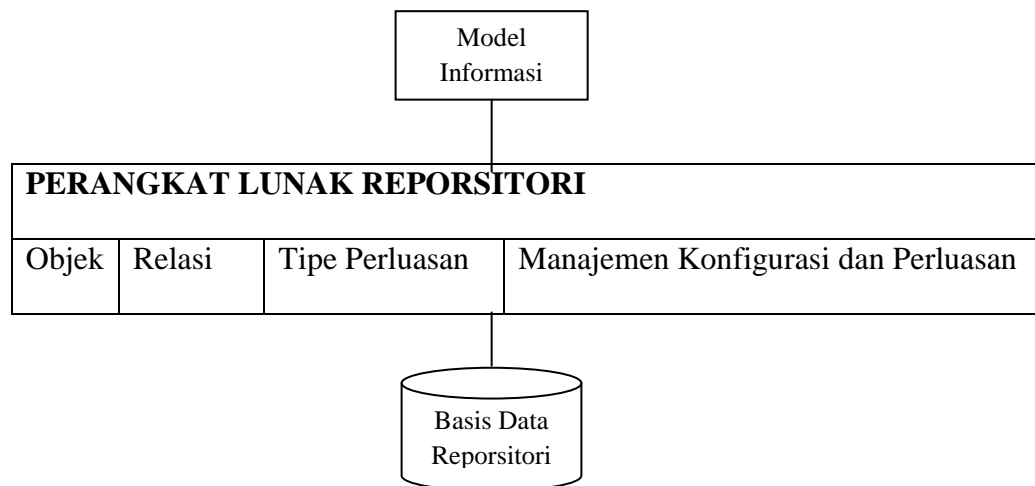 Model
Informasi
PERANGKAT LUNAK REPORSITORI
Objek Relasi Tipe Perluasan Manajemen Konfigurasi dan Perluasan
Basis Data
Reporsitori